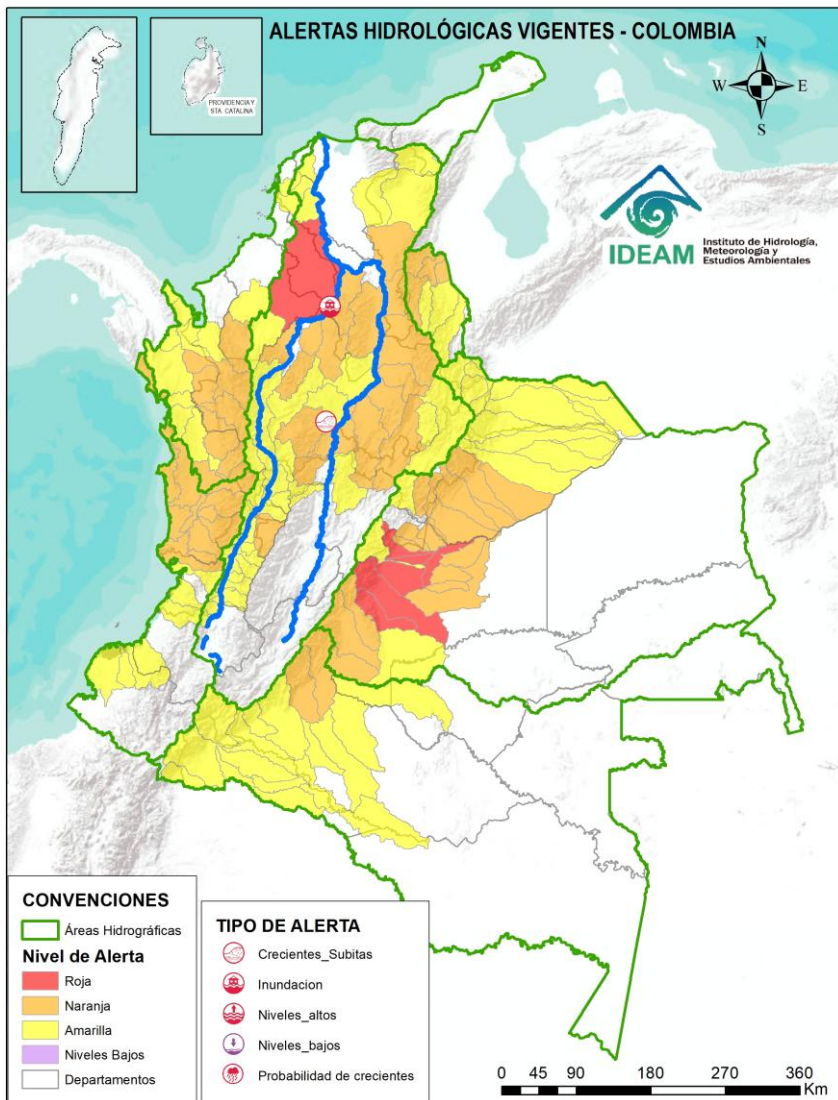 ALERTAS HIDROLÓGICAS VIGENTES - COLOMBIA
PROVIDENCIA Y
STA. CATALINA
N
W
E
S
IDEAM
Instituto de Hidrología,
Meteorología y
Estudios Ambientales
CONVENCIONES
Áreas Hidrográficas
Nivel de Alerta
Roja
Naranja
Amarilla
Niveles Bajos
Departamentos
TIPO DE ALERTA
Crecientes_Subitas
Inundacion
Niveles_altos
Niveles_bajos
Probabilidad de crecientes
0 45 90 180 270 360
Km